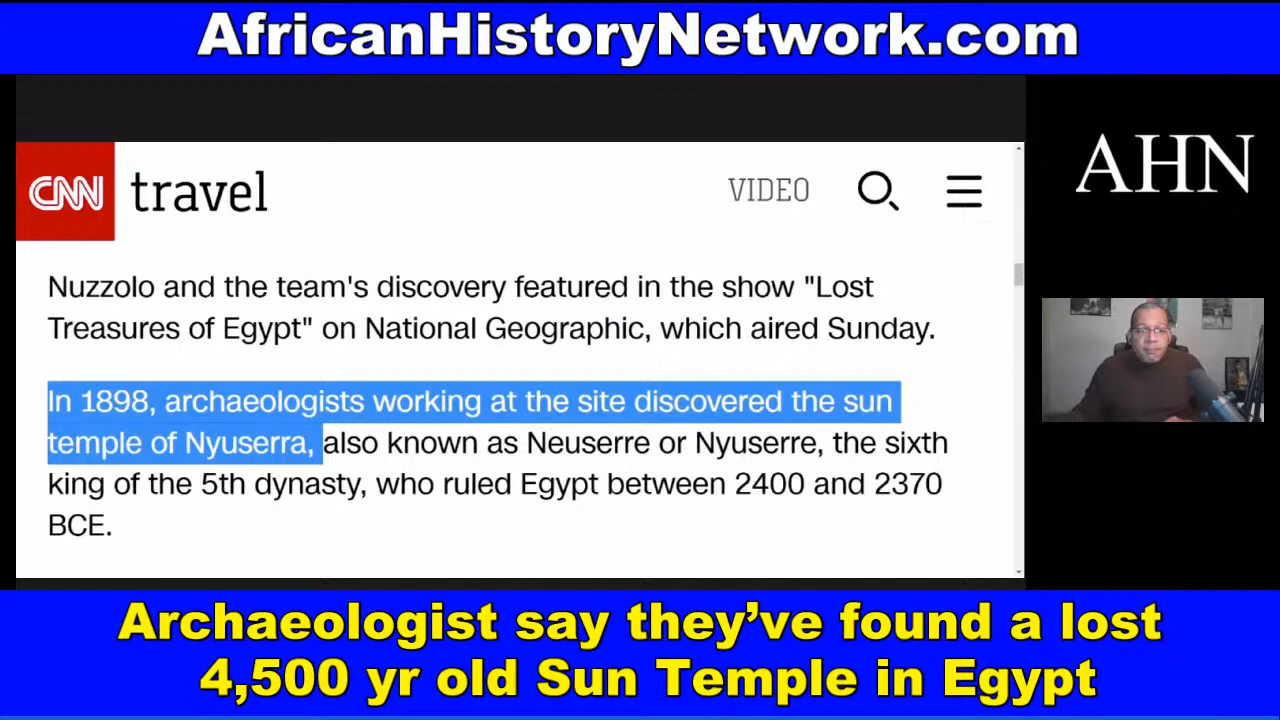 AfricanHistoryNetwork.com
CNN travel VIDEO
AHN
Nuzzolo and the team's discovery featured in the show "Lost
Treasures of Egypt" on National Geographic, which aired Sunday.
In 1898, archaeologists working at the site discovered the sun
temple of Nyuserra, also known as Neuserre or Nyuserre, the sixth
king of the 5th dynasty, who ruled Egypt between 2400 and 2370
BCE.
Archaeologist say they’ve found a lost
4,500 yr old Sun Temple in Egypt